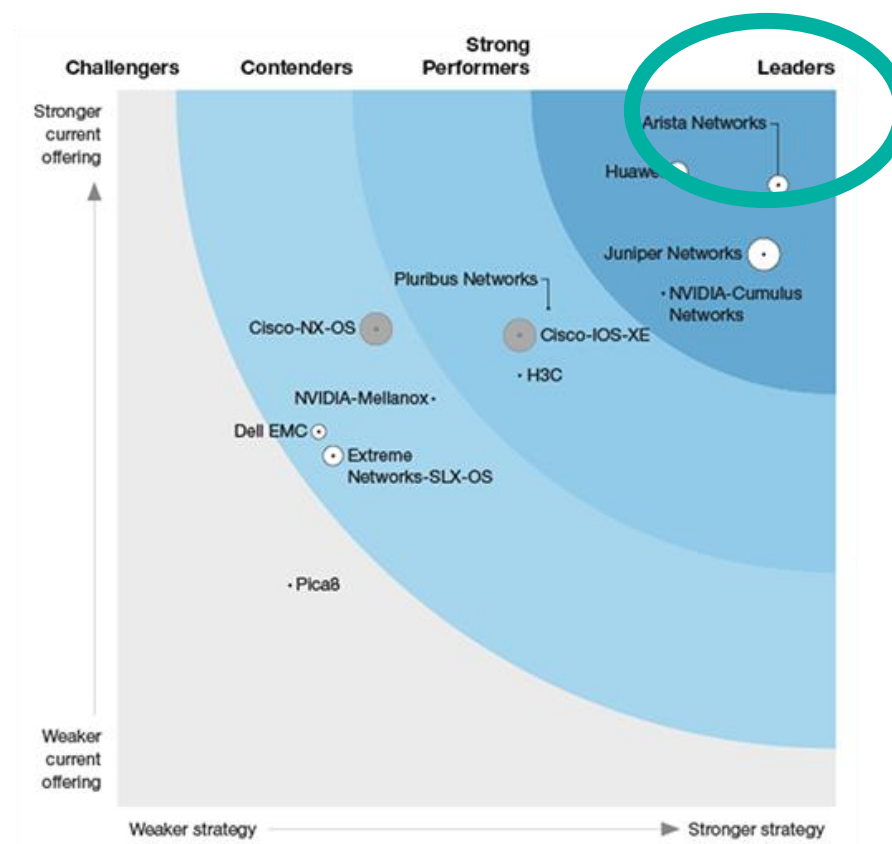 Challengers
Contenders
Strong
Performers
Leaders
Stronger
current
offering
Arista Networks
Huawe
Juniper Networks
NVIDIA-Cumulus
Networks
Pluribus Networks
Cisco-NX-OS
Cisco-IOS-XE
H3C
NVIDIA-Mellanox
Dell EMC
Extreme
Networks-SLX-OS
Pica8
Weaker
current
offering
Weaker strategy
Stronger strategy